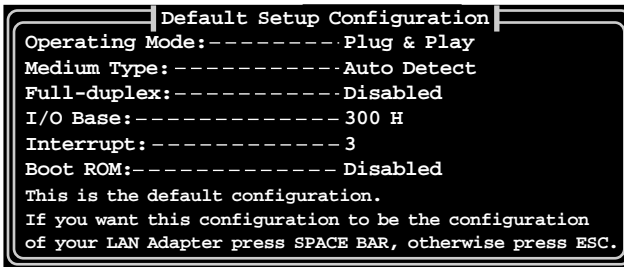 Default Setup Configuration
Operating Mode:---------Plug & Play
Medium Type:-----------Auto Detect
Full-duplex:-----------Disabled
I/O Base:-------------300 H
Interrupt:------------3
Boot ROM:-------------Disabled
This is the default configuration.
If you want this configuration to be the configuration
of your LAN Adapter press SPACE BAR, otherwise press ESC.